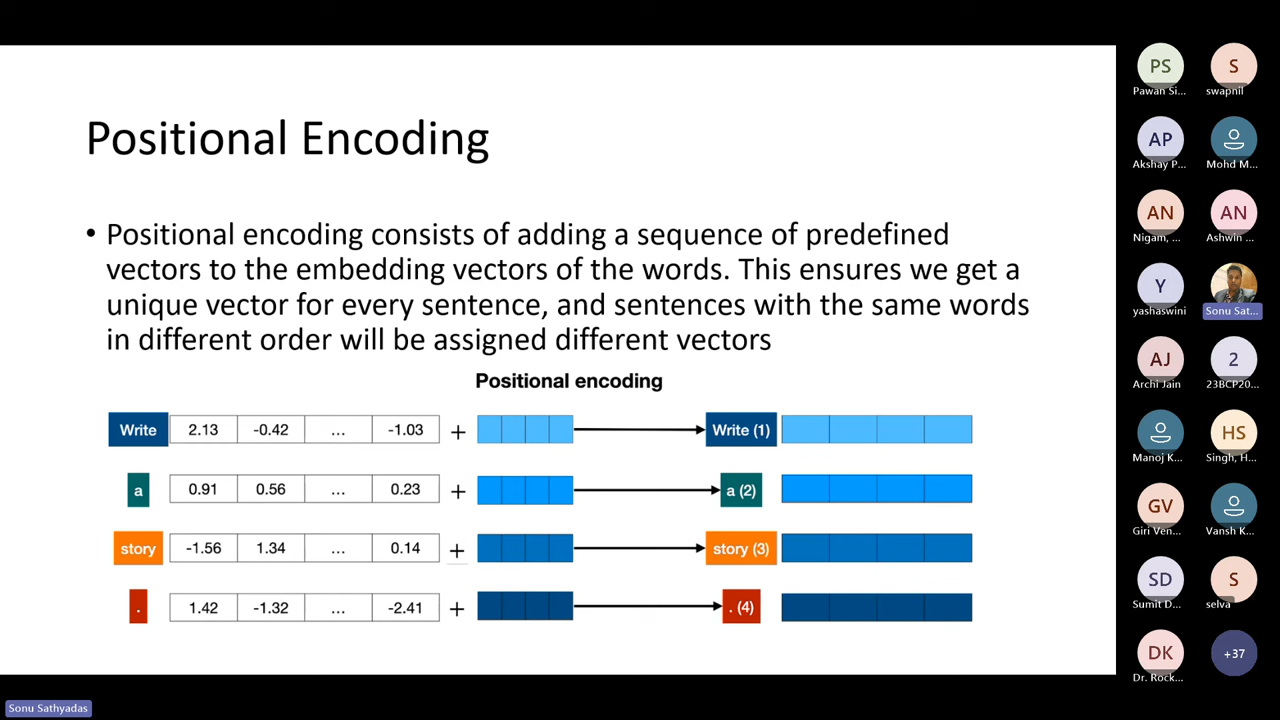 Positional Encoding
• Positional encoding consists of adding a sequence of predefined
vectors to the embedding vectors of the words. This ensures we get a
unique vector for every sentence, and sentences with the same words
in different order will be assigned different vectors
Positional encoding
Write 2.13 -0.42 ... -1.03 + Write (1)
a 0.91 0.56 ... 0.23 + a (2)
story -1.56 1.34 ... 0.14 + story (3)
. 1.42 -1.32 ... -2.41 + . (4)
PS S
Pawan Si... swapnil
AP
Akshay P... Mohd M...
AN AN
Nigam, ... Ashwin ...
Y
yashaswini Sonu Sat...
AJ 2
Archi Jain 23BCP20...
HS
Manoj K... Singh, H...
GV
Giri Ven... Vansh K...
SD S
Sumit D... selva
DK +37
Dr. Rock...
Sonu Sathyadas